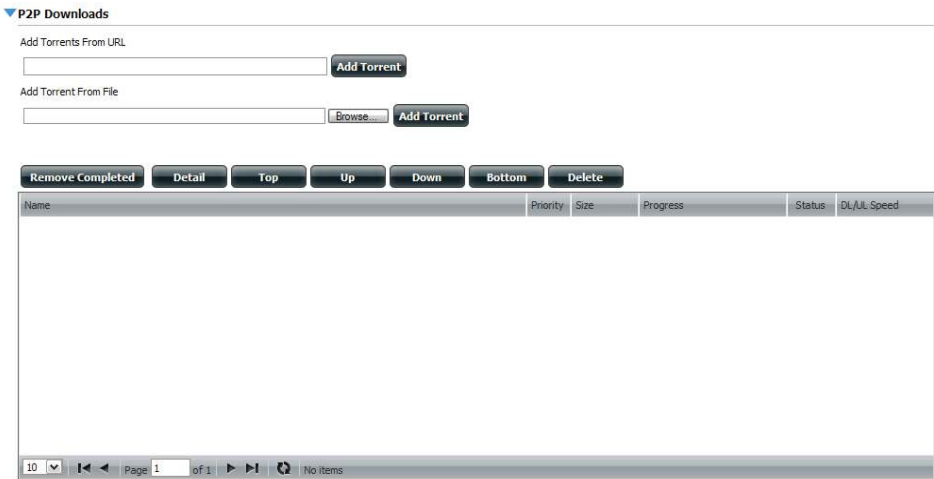 P2P Downloads
Add Torrents From URL
Add Torrent
Add Torrent From File
Browse... Add Torrent
Remove Completed Detail Top Up Down Bottom Delete
Name Priority Size Progress Status DL/UL Speed
10 Page 1 of 1 No items